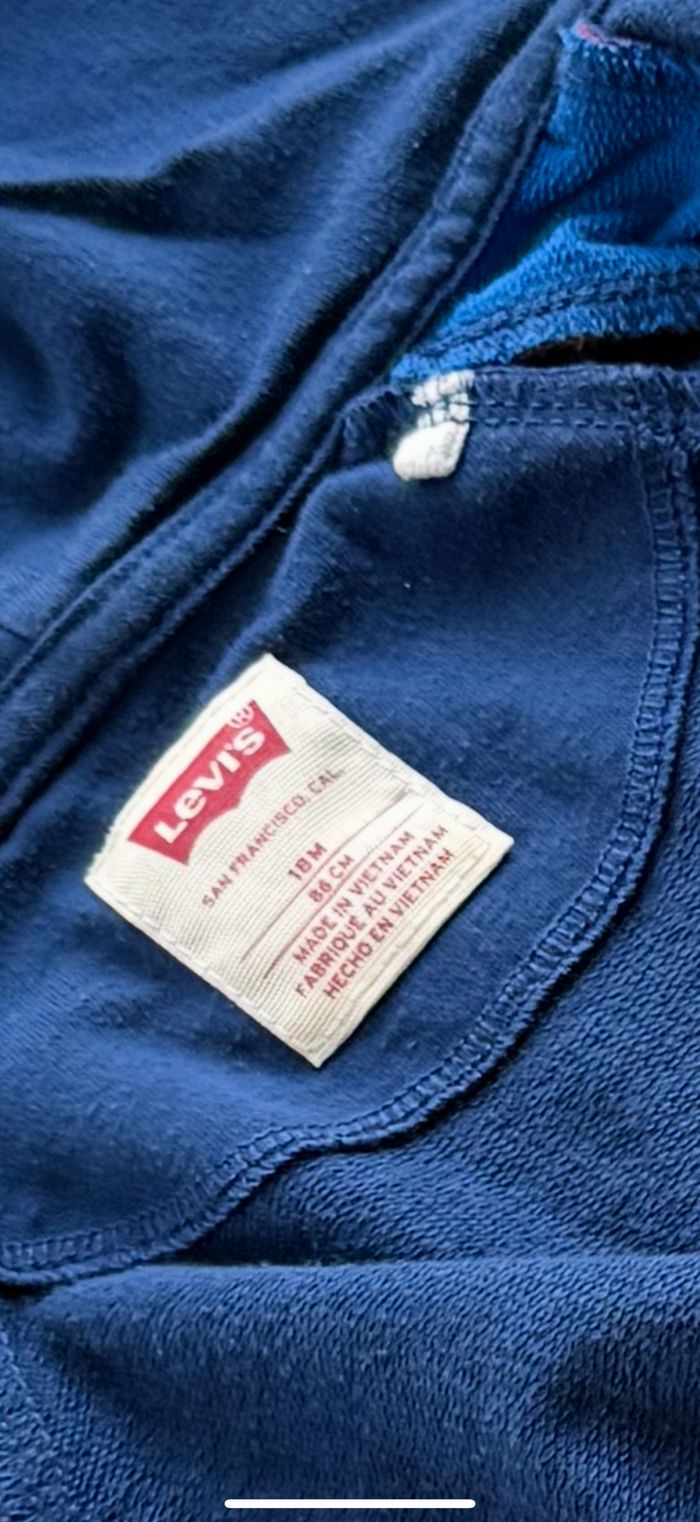 Levi's®
SAN FRANCISCO, CAL.
18M
86 CM
MADE IN VIETNAM
FABRIQUÉ AU VIETNAM
HECHO EN VIETNAM